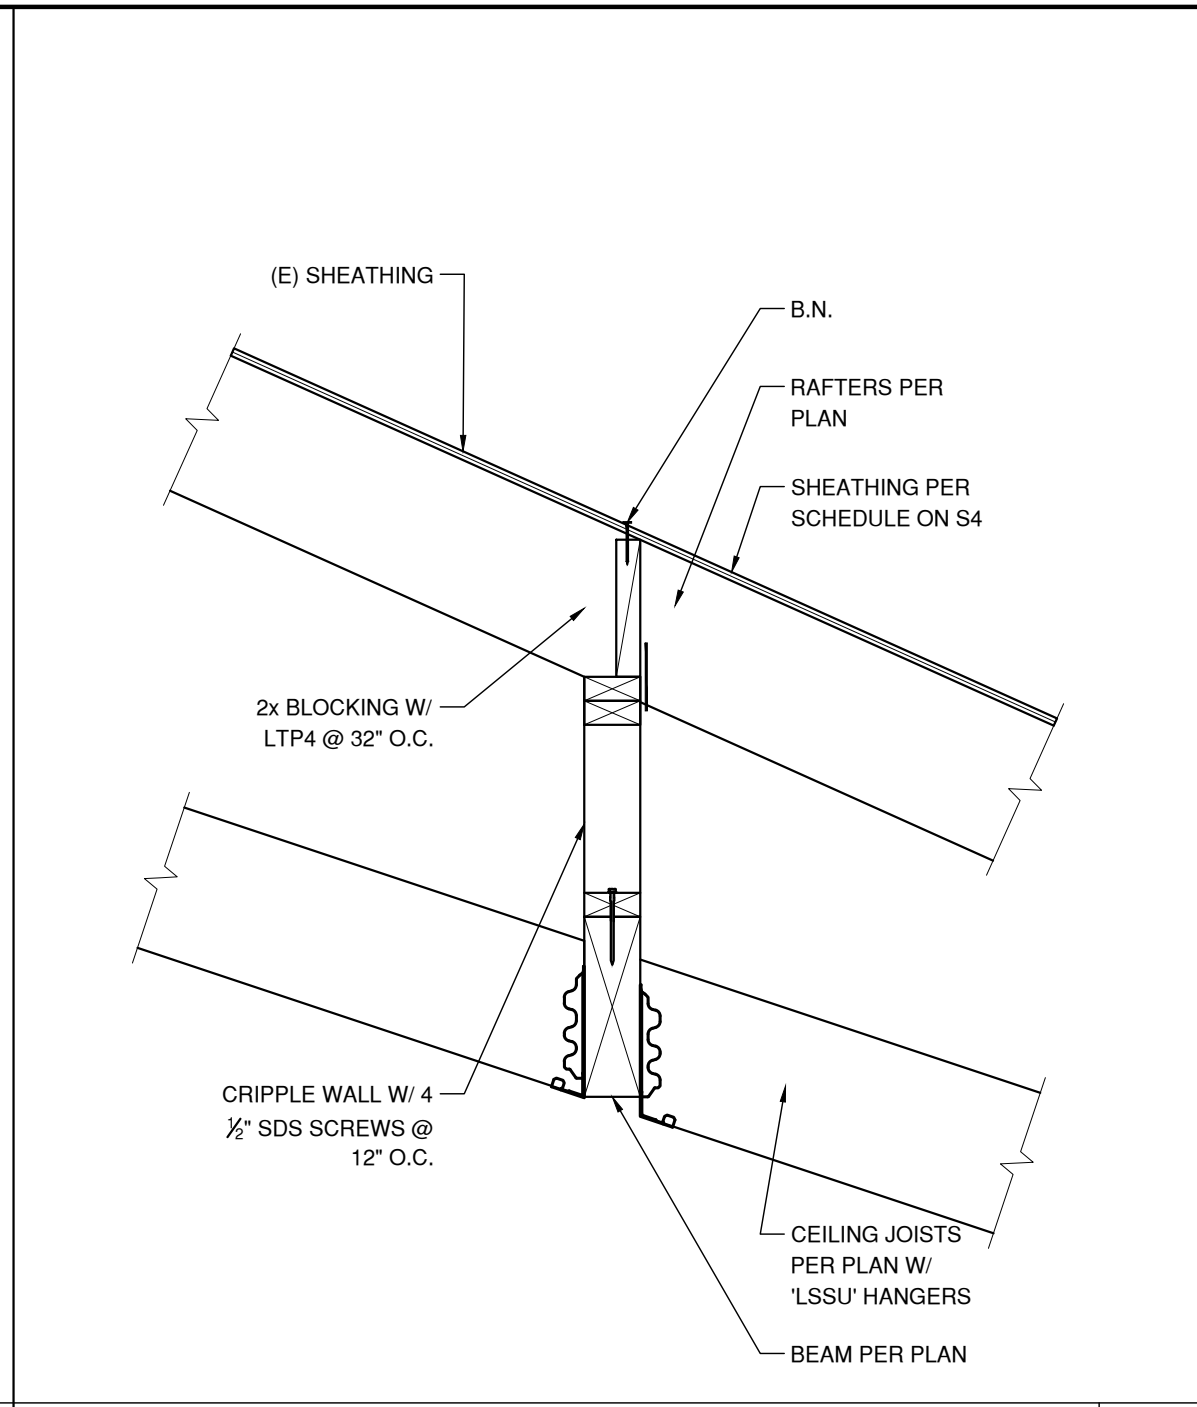 (E) SHEATHING
B.N.
RAFTERS PER
PLAN
SHEATHING PER
SCHEDULE ON S4
2x BLOCKING W/
LTP4 @ 32" O.C.
CRIPPLE WALL W/ 4
½" SDS SCREWS @
12" O.C.
CEILING JOISTS
PER PLAN W/
'LSSU' HANGERS
BEAM PER PLAN